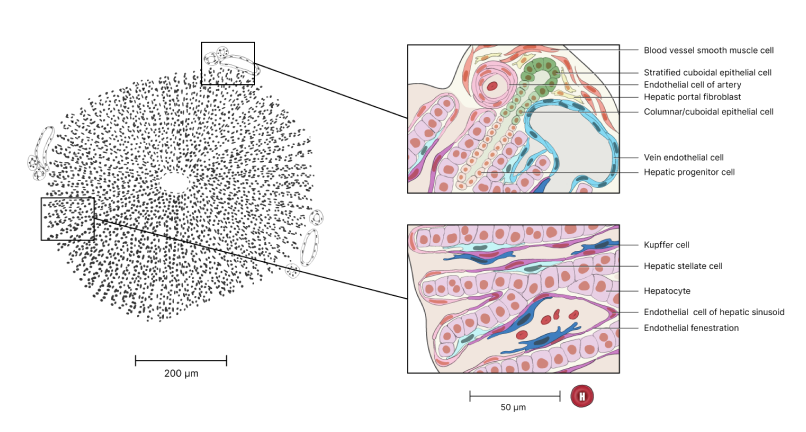 Blood vessel smooth muscle cell
Stratified cuboidal epithelial cell
Endothelial cell of artery
Hepatic portal fibroblast
Columnar/cuboidal epithelial cell
Vein endothelial cell
Hepatic progenitor cell
Kupffer cell
Hepatic stellate cell
Hepatocyte
Endothelial cell of hepatic sinusoid
Endothelial fenestration
200 µm
50 µm
H